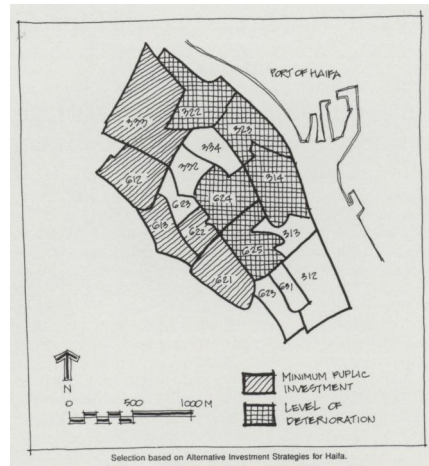 PORT OF HAIFA
322
333
323
334
332
314
612
624
623
613
622
313
625
621
312
631
623
N
0 500 1000 M
MINIMUM PUBLIC
INVESTMENT
LEVEL OF
DETERIORATION
Selection based on Alternative Investment Strategies for Haifa.